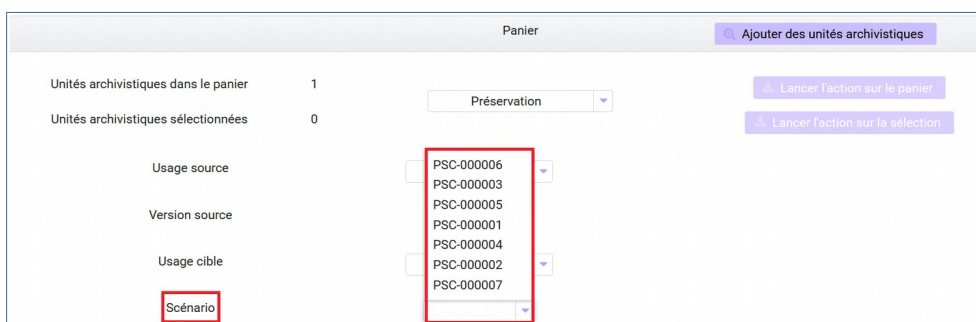 Panier
Ajouter des unités archivistiques
Unités archivistiques dans le panier 1
Préservation
Lancer l'action sur le panier
Unités archivistiques sélectionnées 0
Lancer l'action sur la sélection
Usage source
PSC-000006
PSC-000003
PSC-000005
Version source
PSC-000001
PSC-000004
Usage cible
PSC-000002
PSC-000007
Scénario